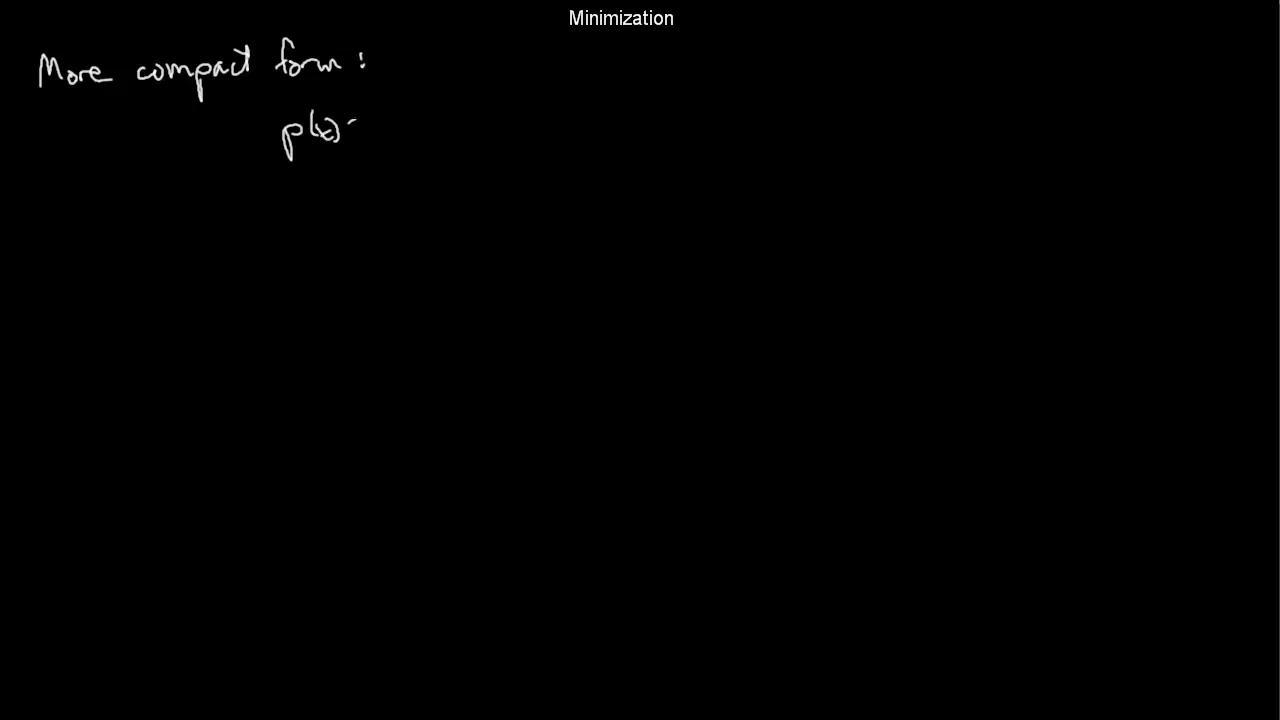 Minimization
More compact form :
p(x) -